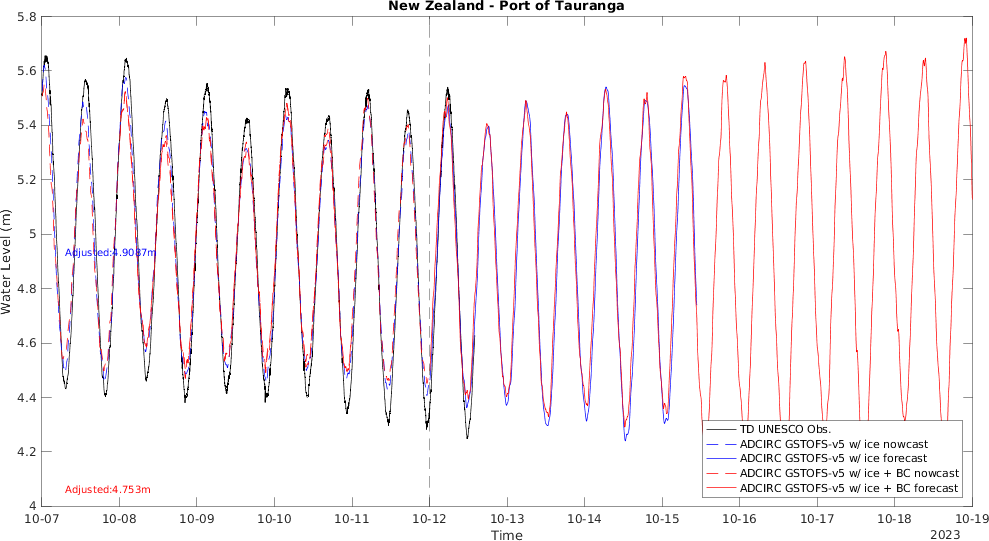 New Zealand - Port of Tauranga
Water Level (m)
5.8
5.6
5.4
5.2
5
4.8
4.6
4.4
4.2
4
Adjusted:4.9087m
Adjusted:4.753m
TD UNESCO Obs.
ADCIRC GSTOFS-v5 w/ ice nowcast
ADCIRC GSTOFS-v5 w/ ice forecast
ADCIRC GSTOFS-v5 w/ ice + BC nowcast
ADCIRC GSTOFS-v5 w/ ice + BC forecast
10-07 10-08 10-09 10-10 10-11 10-12 10-13 10-14 10-15 10-16 10-17 10-18 10-19
Time
2023